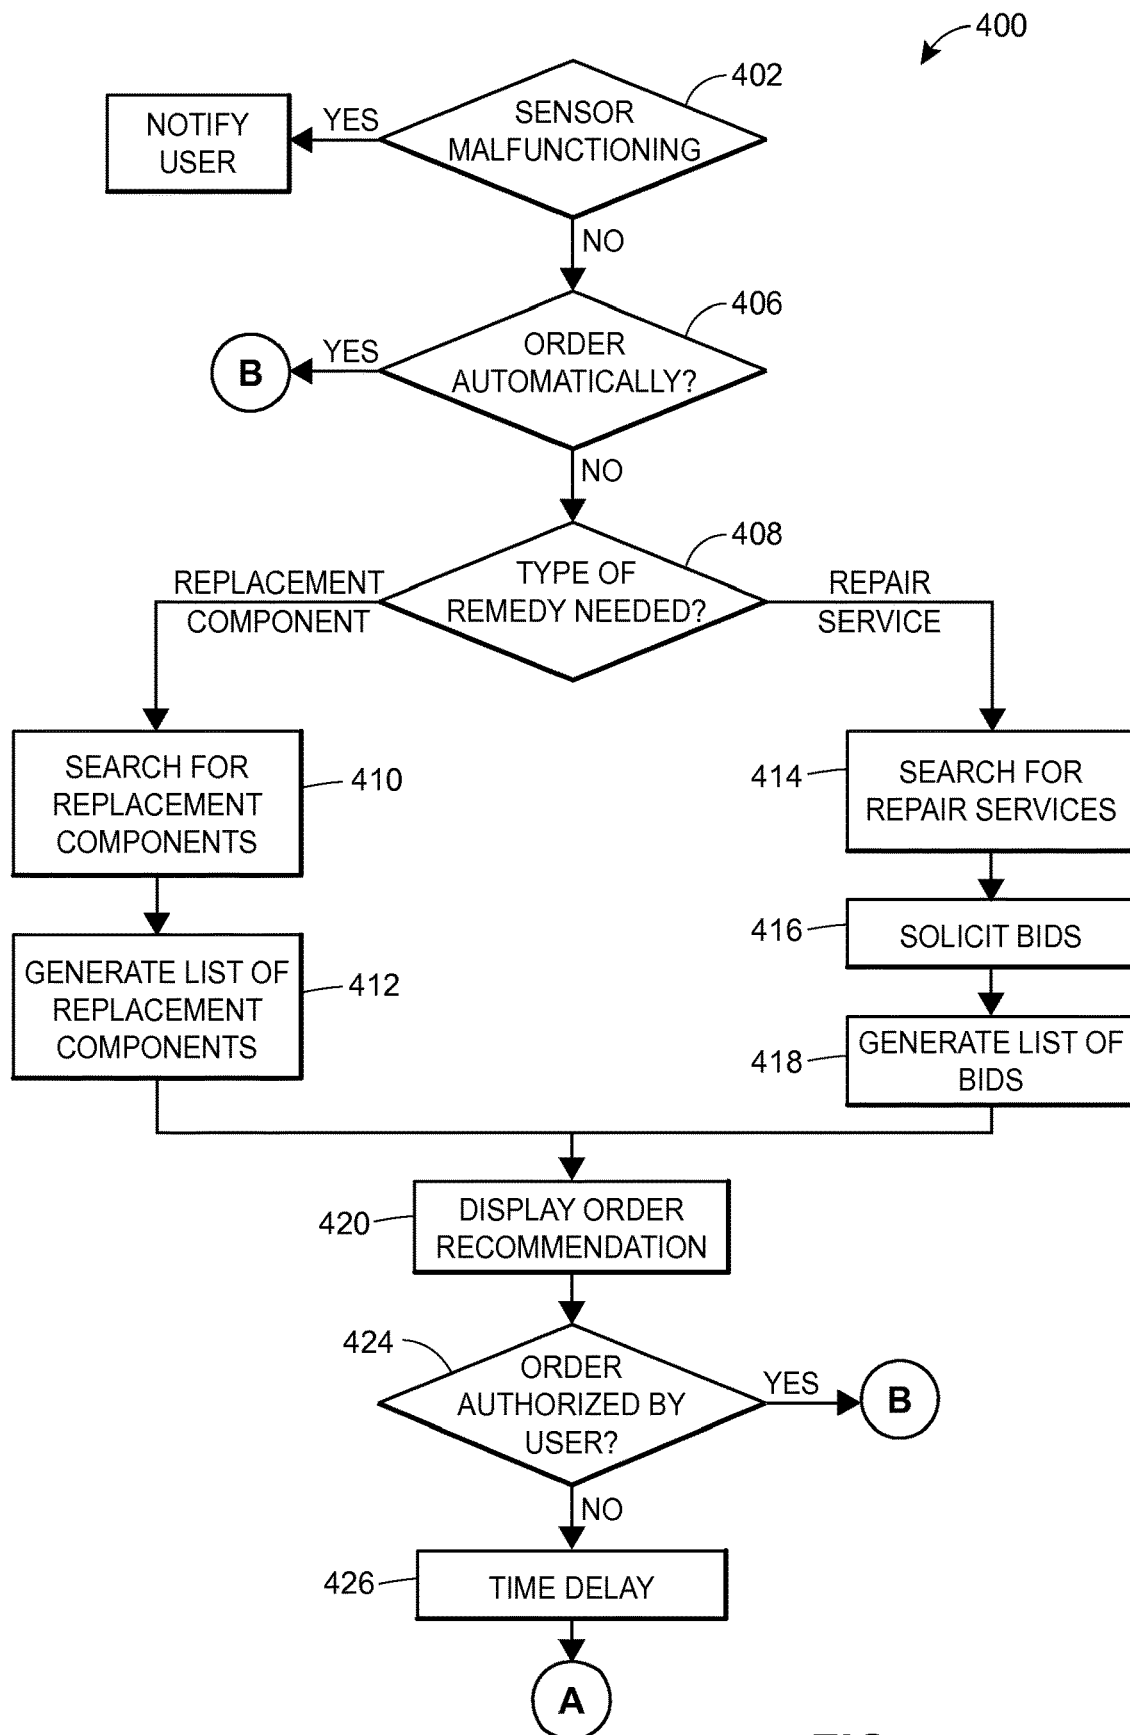 400
402
SENSOR
MALFUNCTIONING
YES
NOTIFY
USER
NO
406
ORDER
AUTOMATICALLY?
YES
B
NO
408
TYPE OF
REMEDY NEEDED?
REPLACEMENT
COMPONENT
REPAIR
SERVICE
SEARCH FOR
REPLACEMENT
COMPONENTS
410
GENERATE LIST OF
REPLACEMENT
COMPONENTS
412
414
SEARCH FOR
REPAIR SERVICES
416
SOLICIT BIDS
418
GENERATE LIST OF
BIDS
420
DISPLAY ORDER
RECOMMENDATION
424
ORDER
AUTHORIZED BY
USER?
YES
B
NO
426
TIME DELAY
A